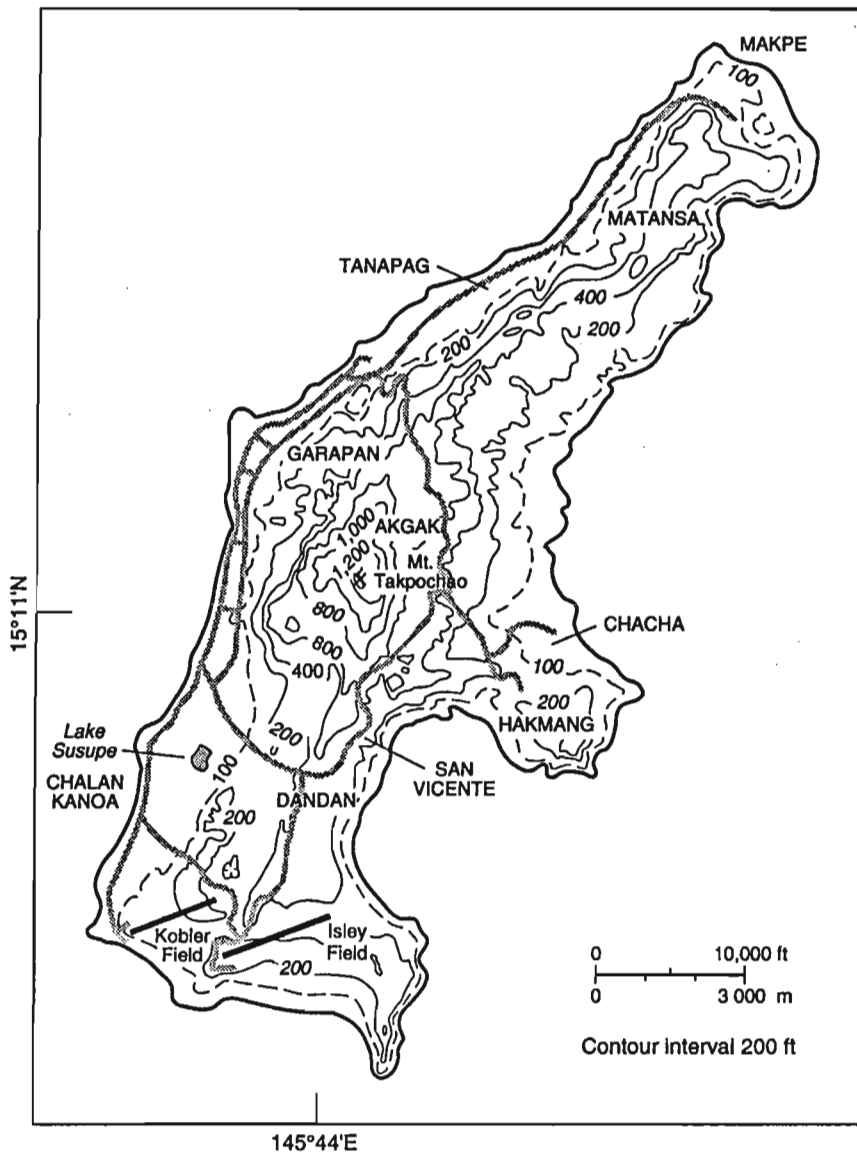 MAKPE
100
MATANSA
TANAPAG
400
200
200
GARAPAN
1,000
AKGAK
1,200
Mt.
Takpochao
15°11'N
800
CHACHA
800
100
400
200
HAKMANG
200
Lake
Susupe
100
SAN
VICENTE
CHALAN
KANOA
DANDAN
200
Kobler
Field
Isley
Field
200
0 10,000 ft
0 3 000 m
Contour interval 200 ft
145°44'E